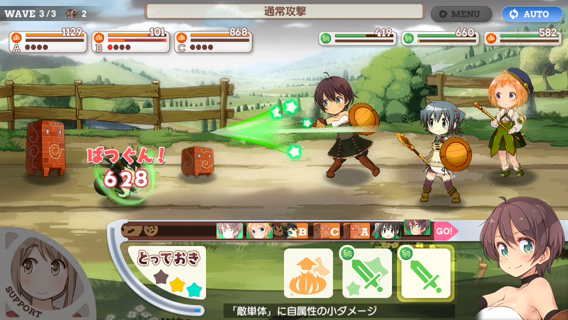 WAVE 3/3 2
通常攻撃
MENU
AUTO
1129
101
868
419
660
582
A
B
C
ばつぐん!
628
B
C
A
GO!
とっておき
SUPPORT
「敵単体」に自属性の小ダメージ